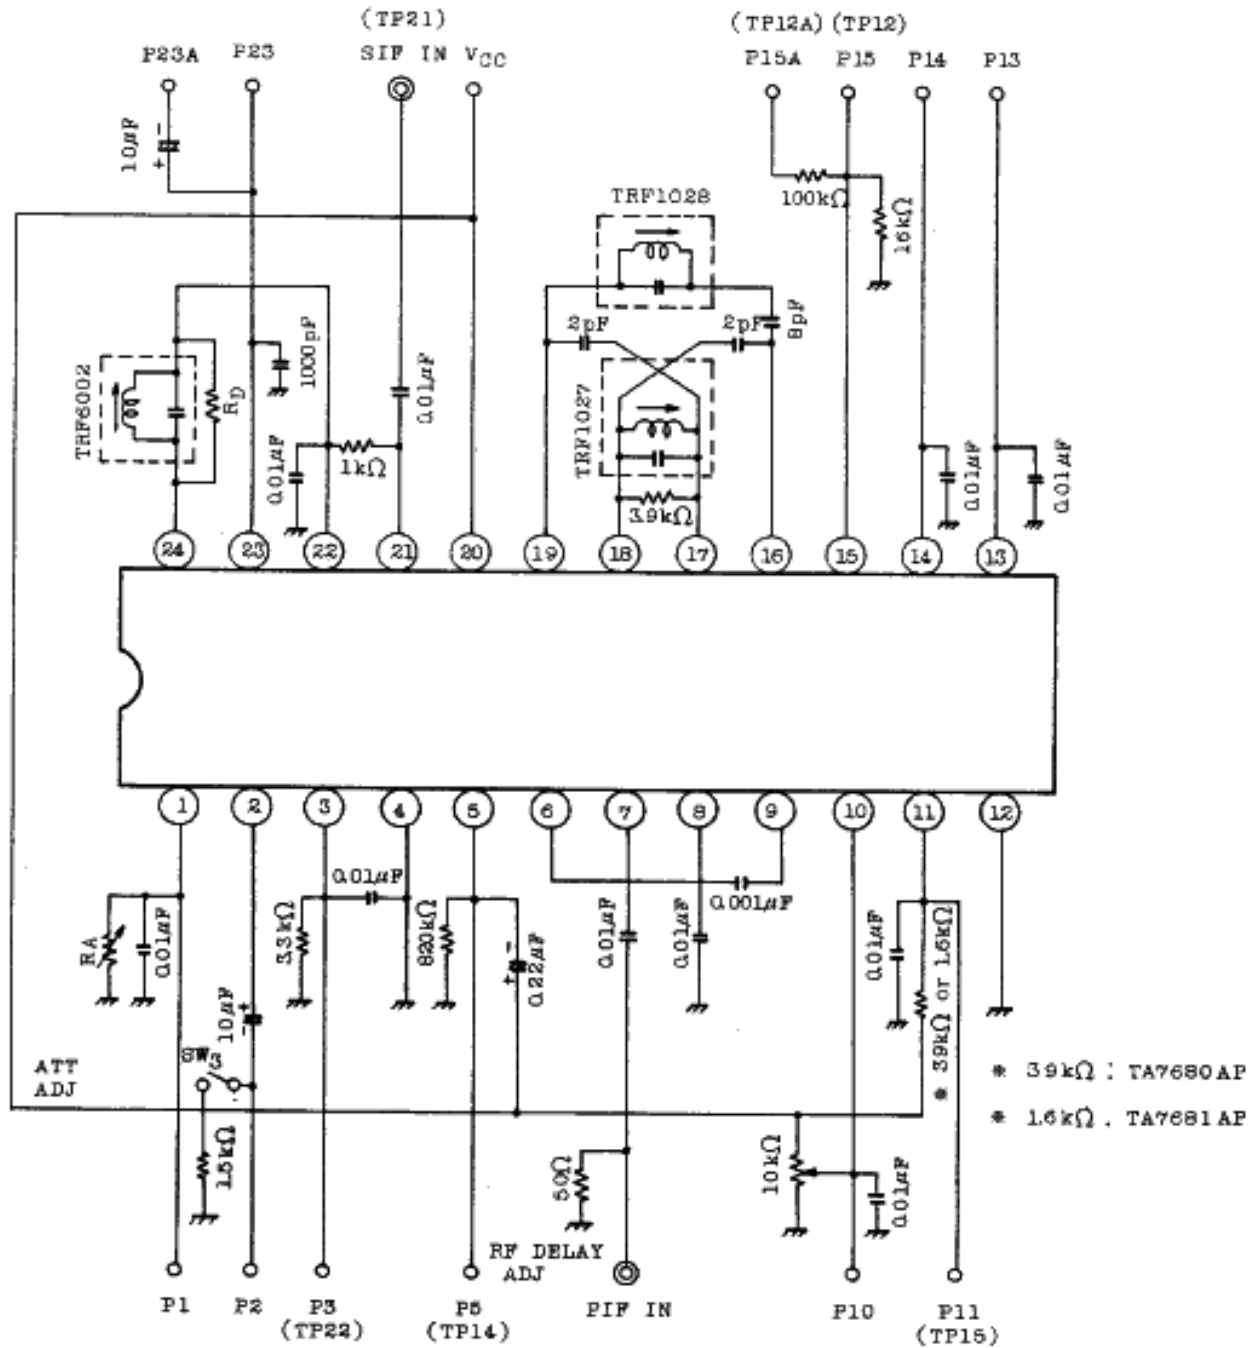 (TP21)
(TP12A) (TP12)
P23A
P23
SIF IN VCC
P15A
P15
P14
P13
10µF
− +
TRF1028
100kΩ
16kΩ
2pF
2pF
8pF
1000pF
0.01µF
TRF6002
RD
TRF1027
0.01µF
1kΩ
3.9kΩ
0.01µF
0.01µF
24
23
22
21
20
19
18
17
16
15
14
13
1
2
3
4
5
6
7
8
9
10
11
12
RA
0.01µF
10µF
+ −
3.3kΩ
0.01µF
820kΩ
0.22µF
− +
0.01µF
0.01µF
0.001µF
0.01µF
* 39kΩ or 1.6kΩ
SW3
ATT
ADJ
1.5kΩ
* 39kΩ : TA7680AP
* 1.6kΩ . TA7681AP
50Ω
10kΩ
0.01µF
RF DELAY
ADJ
P1
P2
P3
(TP22)
P5
(TP14)
PIF IN
P10
P11
(TP15)